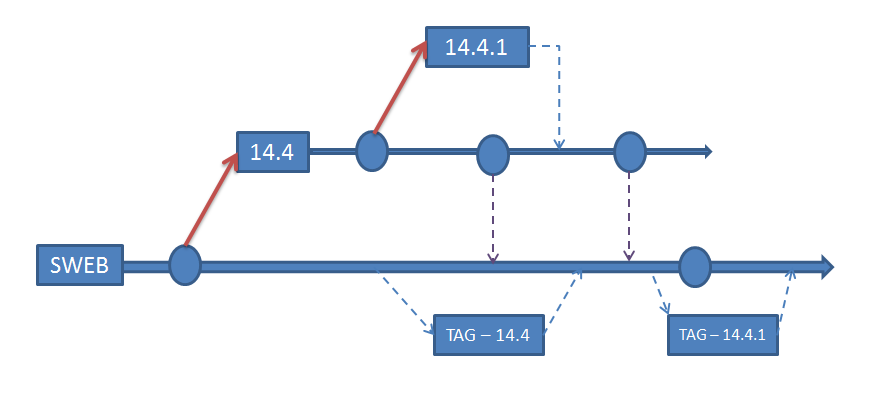 14.4.1
14.4
SWEB
TAG – 14.4
TAG – 14.4.1